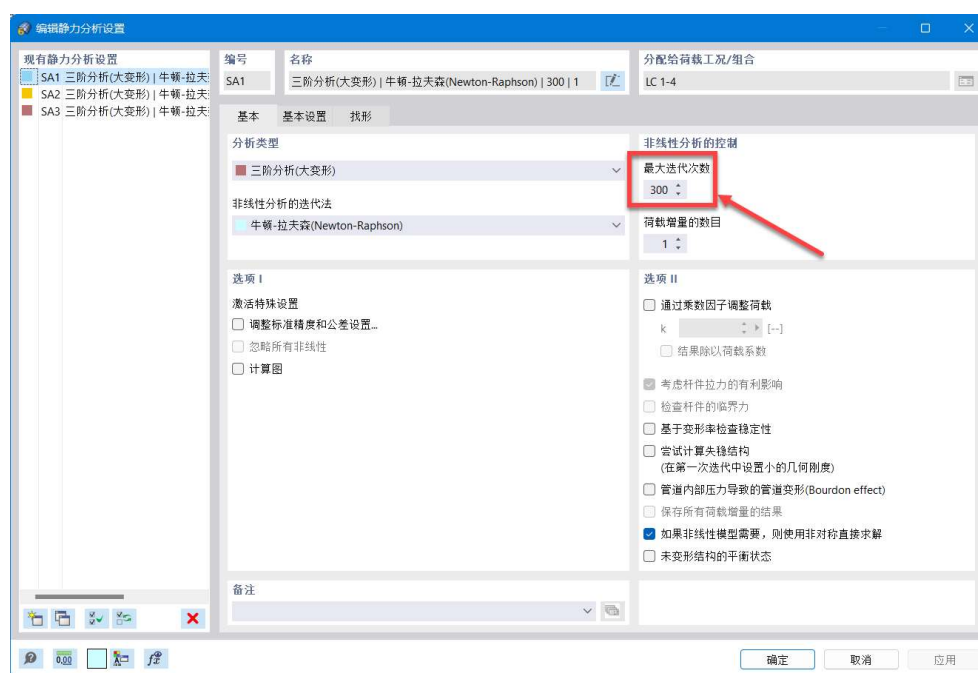 编辑静力分析设置
现有静力分析设置
SA1 三阶分析(大变形) | 牛顿-拉夫
SA2 三阶分析(大变形) | 牛顿-拉夫
SA3 三阶分析(大变形) | 牛顿-拉夫
编号
SA1
名称
三阶分析(大变形) | 牛顿-拉夫森(Newton-Raphson) | 300 | 1
分配给荷载工况/组合
LC 1-4
基本 基本设置 找形
分析类型
三阶分析(大变形)
非线性分析的迭代法
牛顿-拉夫森(Newton-Raphson)
非线性分析的控制
最大迭代次数
300
荷载增量的数目
1
选项 I
激活特殊设置
调整标准精度和公差设置...
忽略所有非线性
计算图
选项 II
通过乘数因子调整荷载
k [--]
结果除以荷载系数
考虑杆件拉力的有利影响
检查杆件的临界力
基于变形率检查稳定性
尝试计算失稳结构
(在第一次迭代中设置小的几何刚度)
管道内部压力导致的管道变形(Bourdon effect)
保存所有荷载增量的结果
如果非线性模型需要，则使用非对称直接求解
未变形结构的平衡状态
备注
0,00
确定 取消 应用